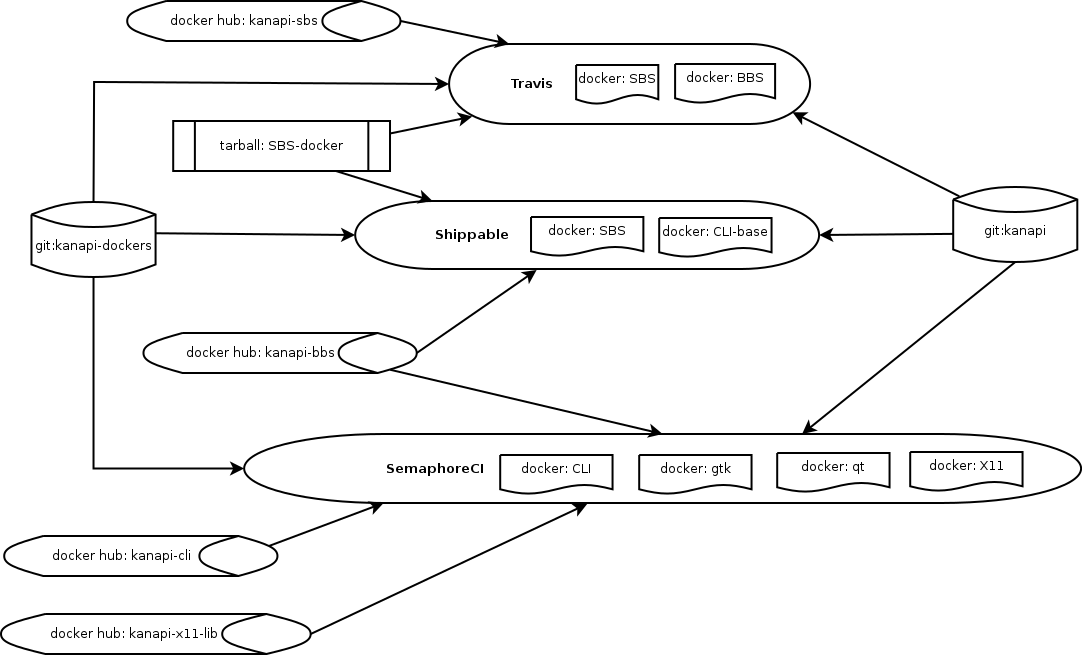 docker hub: kanapi-sbs
Travis
docker: SBS
docker: BBS
tarball: SBS-docker
git:kanapi-dockers
Shippable
docker: SBS
docker: CLI-base
git:kanapi
docker hub: kanapi-bbs
SemaphoreCI
docker: CLI
docker: gtk
docker: qt
docker: X11
docker hub: kanapi-cli
docker hub: kanapi-x11-lib